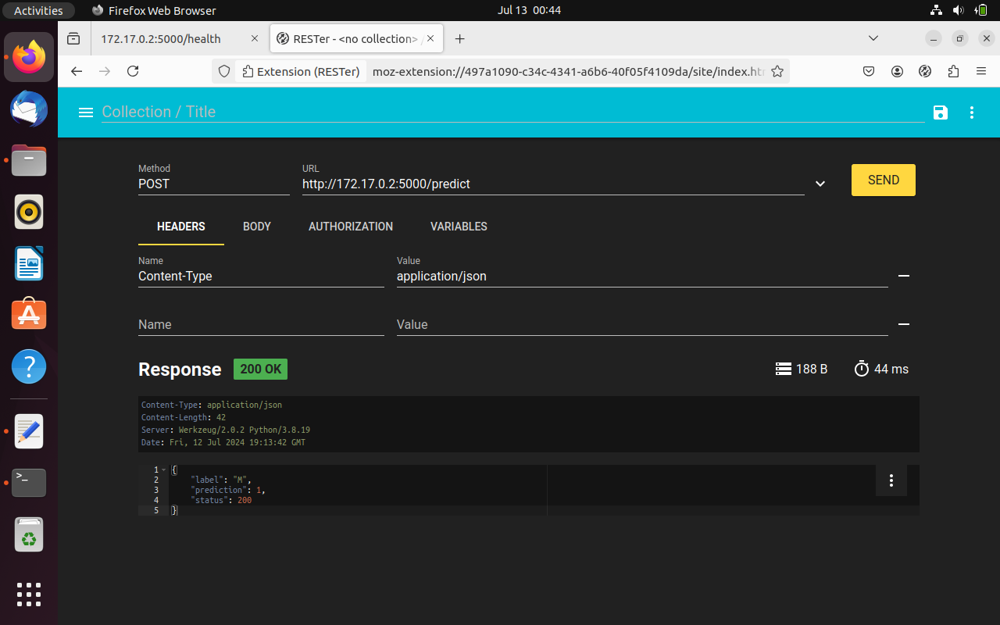 Activities Firefox Web Browser Jul 13 00:44
172.17.0.2:5000/health RESTer - <no collection> /
Extension (RESTer) moz-extension://497a1090-c34c-4341-a6b6-40f05f4109da/site/index.ht
Collection / Title
Method URL
POST http://172.17.0.2:5000/predict SEND
HEADERS BODY AUTHORIZATION VARIABLES
Name Value
Content-Type application/json
Name Value
Response 200 OK 188 B 44 ms
Content-Type: application/json
Content-Length: 42
Server: Werkzeug/2.0.2 Python/3.8.19
Date: Fri, 12 Jul 2024 19:13:42 GMT
1 {
2 "label": "M",
3 "prediction": 1,
4 "status": 200
5 }